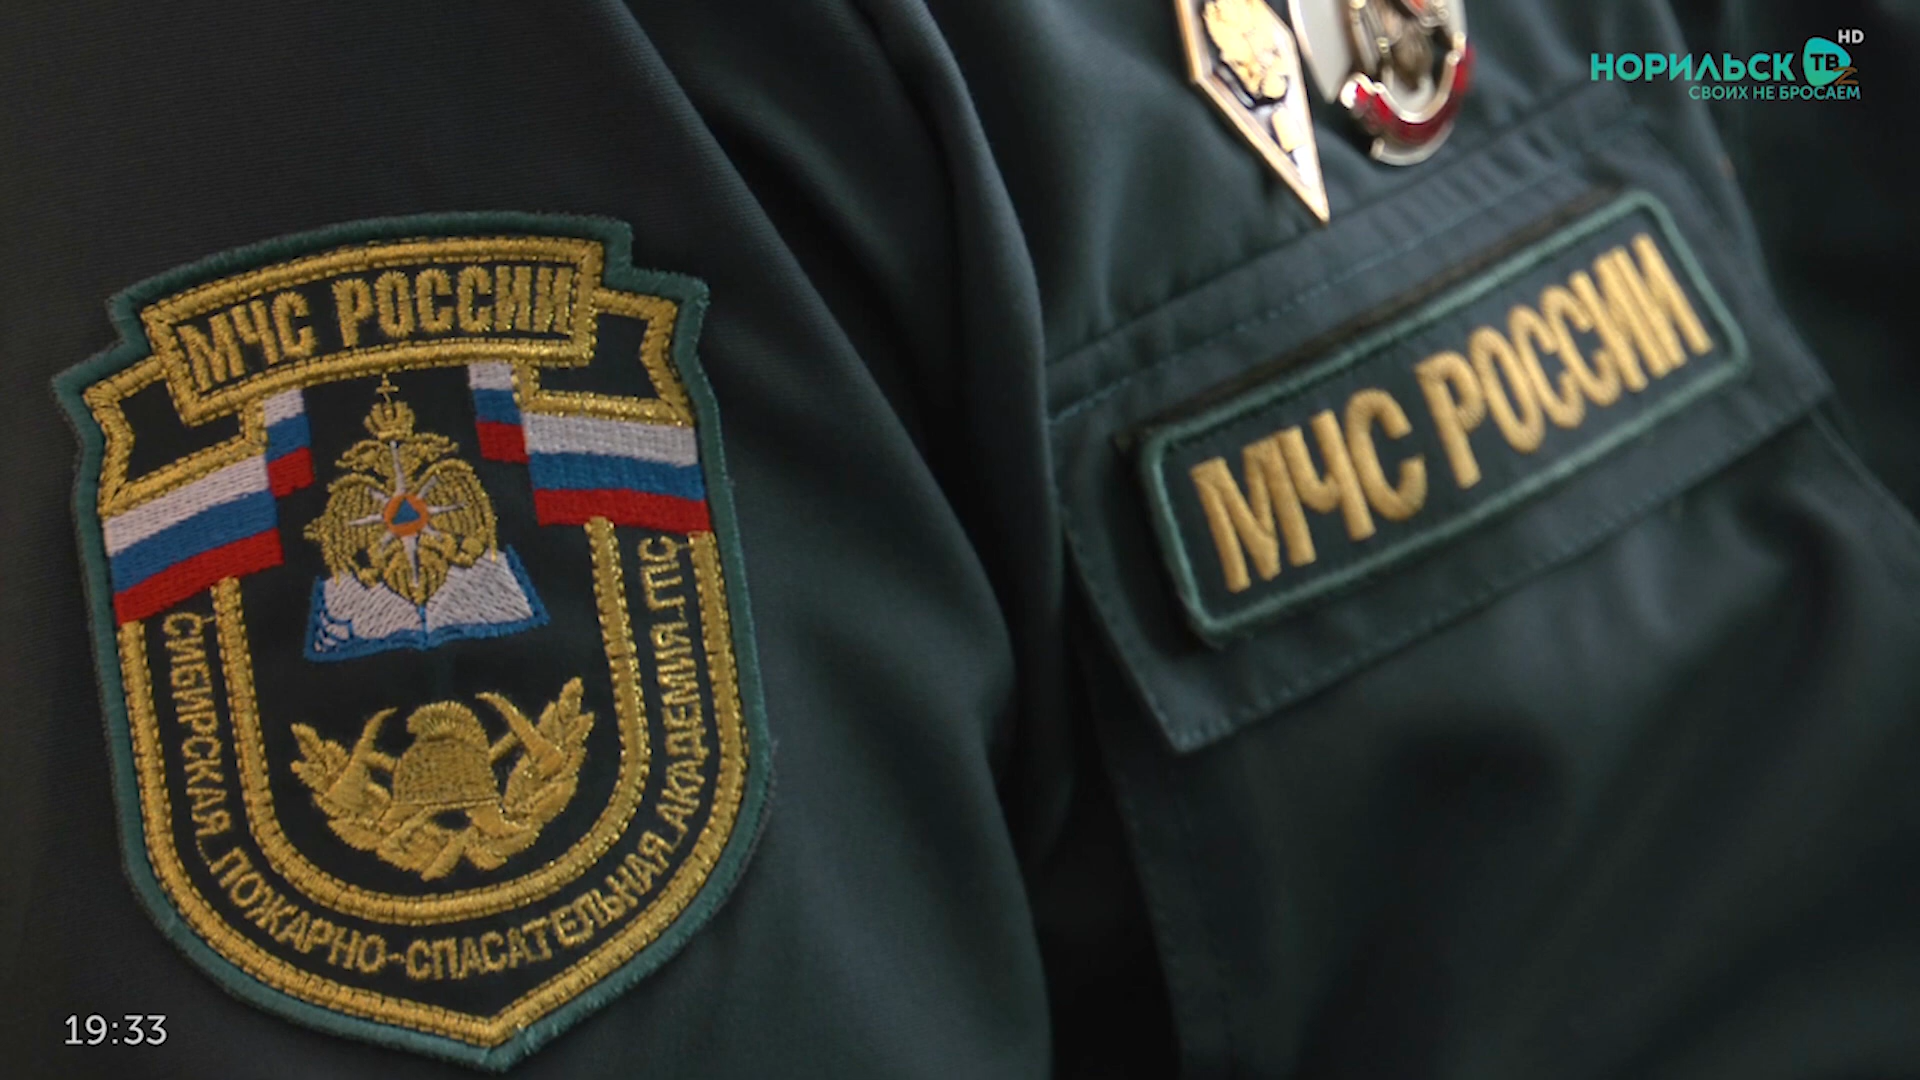 НОРИЛЬСК ТВ HD
СВОИХ НЕ БРОСАЕМ
МЧС РОССИИ
СИБИРСКАЯ ПОЖАРНО-СПАСАТЕЛЬНАЯ АКАДЕМИЯ ГПС
МЧС РОССИИ
19:33